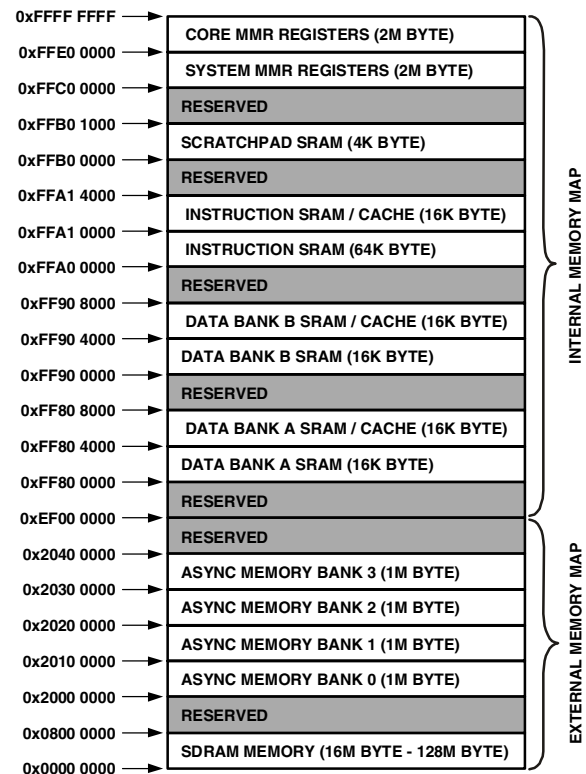 0xFFFF FFFF
CORE MMR REGISTERS (2M BYTE)
0xFFE0 0000
SYSTEM MMR REGISTERS (2M BYTE)
0xFFC0 0000
RESERVED
0xFFB0 1000
SCRATCHPAD SRAM (4K BYTE)
0xFFB0 0000
RESERVED
0xFFA1 4000
INSTRUCTION SRAM / CACHE (16K BYTE)
0xFFA1 0000
INSTRUCTION SRAM (64K BYTE)
0xFFA0 0000
RESERVED
0xFF90 8000
DATA BANK B SRAM / CACHE (16K BYTE)
0xFF90 4000
DATA BANK B SRAM (16K BYTE)
0xFF90 0000
RESERVED
0xFF80 8000
DATA BANK A SRAM / CACHE (16K BYTE)
0xFF80 4000
DATA BANK A SRAM (16K BYTE)
0xFF80 0000
RESERVED
0xEF00 0000
RESERVED
0x2040 0000
ASYNC MEMORY BANK 3 (1M BYTE)
0x2030 0000
ASYNC MEMORY BANK 2 (1M BYTE)
0x2020 0000
ASYNC MEMORY BANK 1 (1M BYTE)
0x2010 0000
ASYNC MEMORY BANK 0 (1M BYTE)
0x2000 0000
RESERVED
0x0800 0000
SDRAM MEMORY (16M BYTE - 128M BYTE)
0x0000 0000
INTERNAL MEMORY MAP
EXTERNAL MEMORY MAP